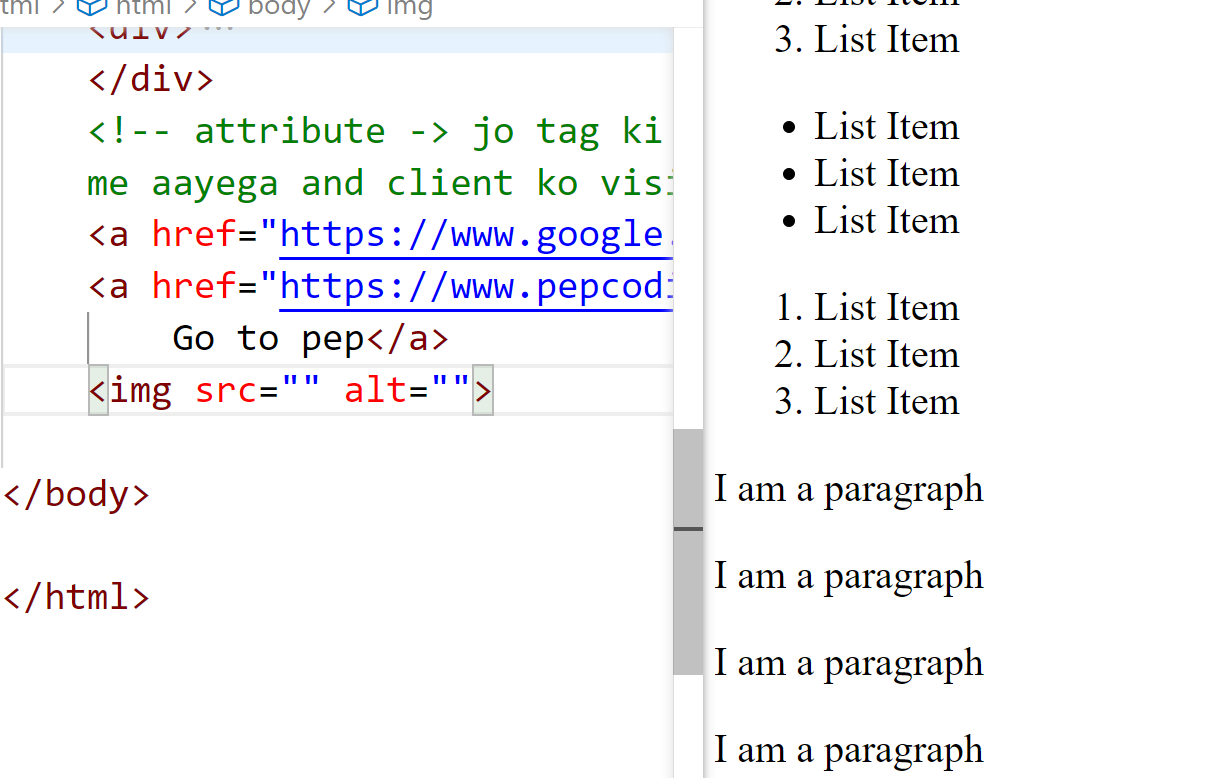 html > body > img
<div>...
</div>
<!-- attribute -> jo tag ki
me aayega and client ko visi
<a href="https://www.google.
<a href="https://www.pepcodi
Go to pep</a>
<img src="" alt="">
</body>
</html>
2. List Item
3. List Item
• List Item
• List Item
• List Item
1. List Item
2. List Item
3. List Item
I am a paragraph
I am a paragraph
I am a paragraph
I am a paragraph